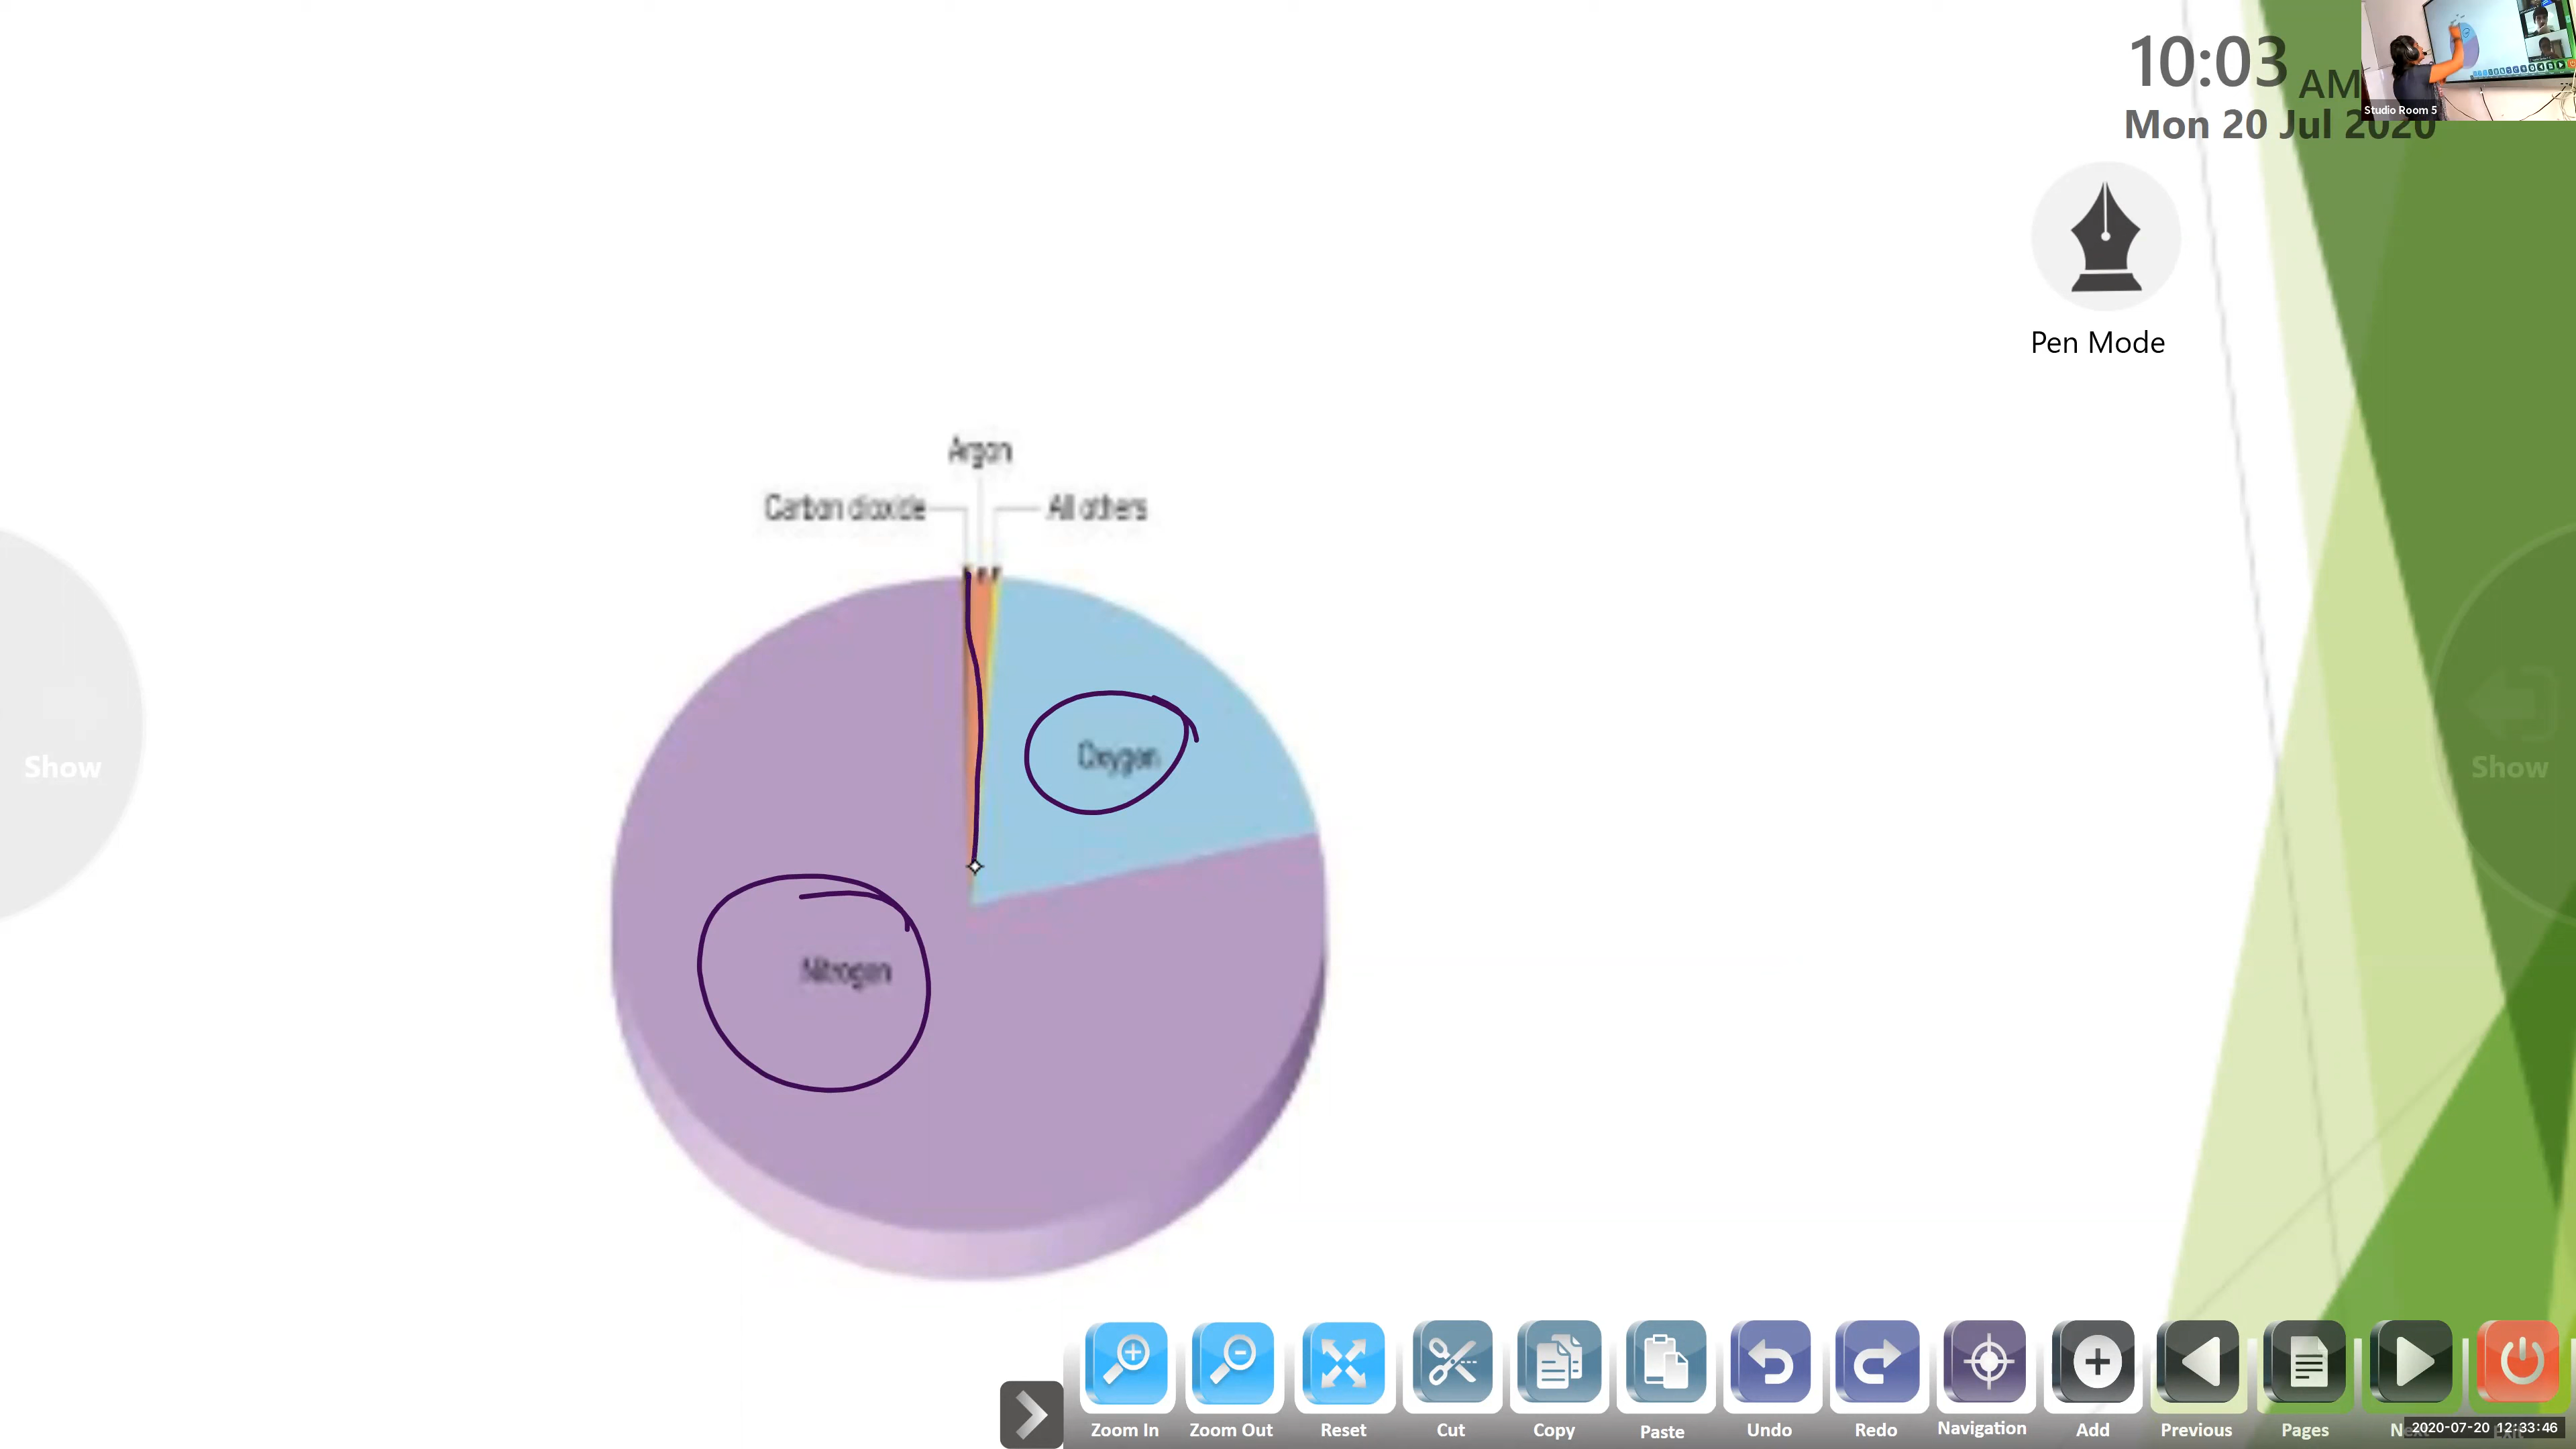 10:03 AM
Studio Room 5
Mon 20 Jul 2020
Pen Mode
Argon
Carbon dioxide
All others
Oxygen
Nitrogen
Show
Show
Zoom In
Zoom Out
Reset
Cut
Copy
Paste
Undo
Redo
Navigation
Add
Previous
Pages
2020-07-20 12:33:46